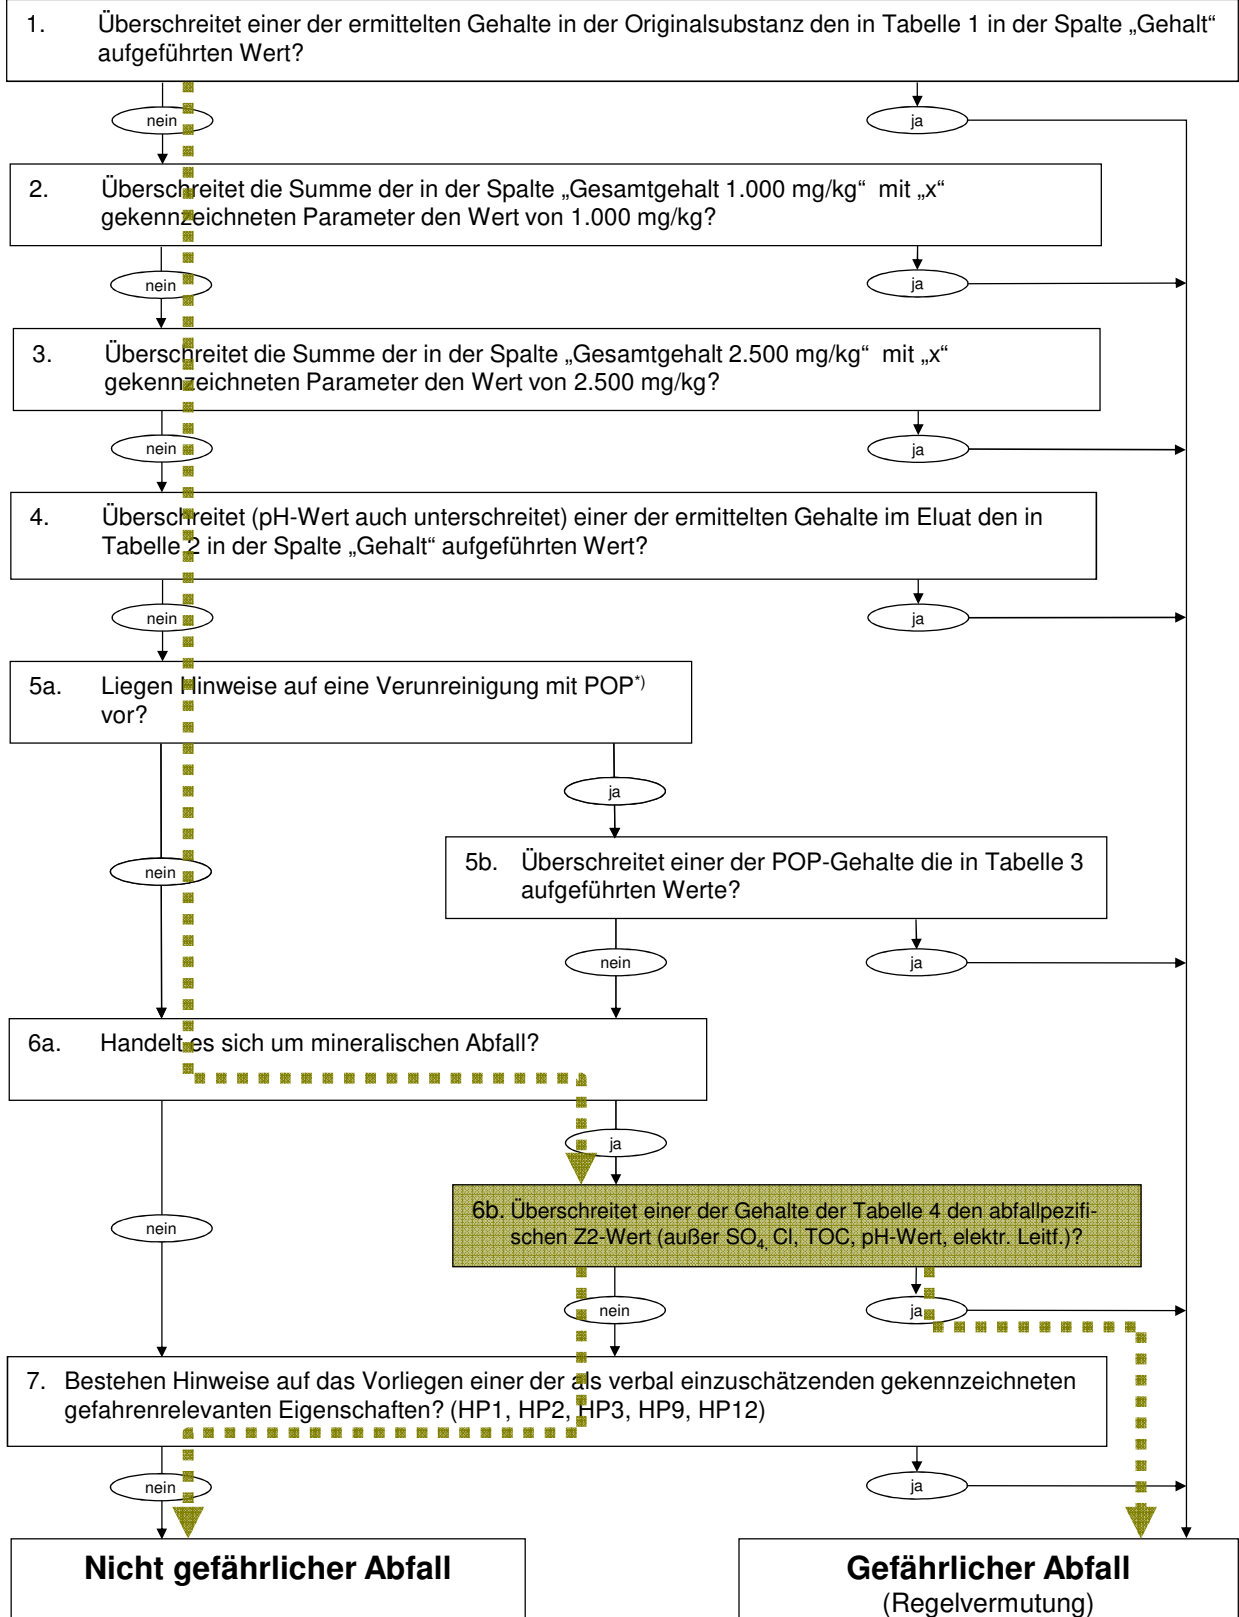 1. Überschreitet einer der ermittelten Gehalte in der Originalsubstanz den in Tabelle 1 in der Spalte „Gehalt“
aufgeführten Wert?
nein
ja
2. Überschreitet die Summe der in der Spalte „Gesamtgehalt 1.000 mg/kg“ mit „x“
gekennzeichneten Parameter den Wert von 1.000 mg/kg?
nein
ja
3. Überschreitet die Summe der in der Spalte „Gesamtgehalt 2.500 mg/kg“ mit „x“
gekennzeichneten Parameter den Wert von 2.500 mg/kg?
nein
ja
4. Überschreitet (pH-Wert auch unterschreitet) einer der ermittelten Gehalte im Eluat den in
Tabelle 2 in der Spalte „Gehalt“ aufgeführten Wert?
nein
ja
5a. Liegen Hinweise auf eine Verunreinigung mit POP*)
vor?
ja
nein
5b. Überschreitet einer der POP-Gehalte die in Tabelle 3
aufgeführten Werte?
nein
ja
6a. Handelt es sich um mineralischen Abfall?
ja
nein
6b. Überschreitet einer der Gehalte der Tabelle 4 den abfallpezifi-
schen Z2-Wert (außer SO4, Cl, TOC, pH-Wert, elektr. Leitf.)?
nein
ja
7. Bestehen Hinweise auf das Vorliegen einer der als verbal einzuschätzenden gekennzeichneten
gefahrenrelevanten Eigenschaften? (HP1, HP2, HP3, HP9, HP12)
nein
ja
Nicht gefährlicher Abfall
Gefährlicher Abfall
(Regelvermutung)